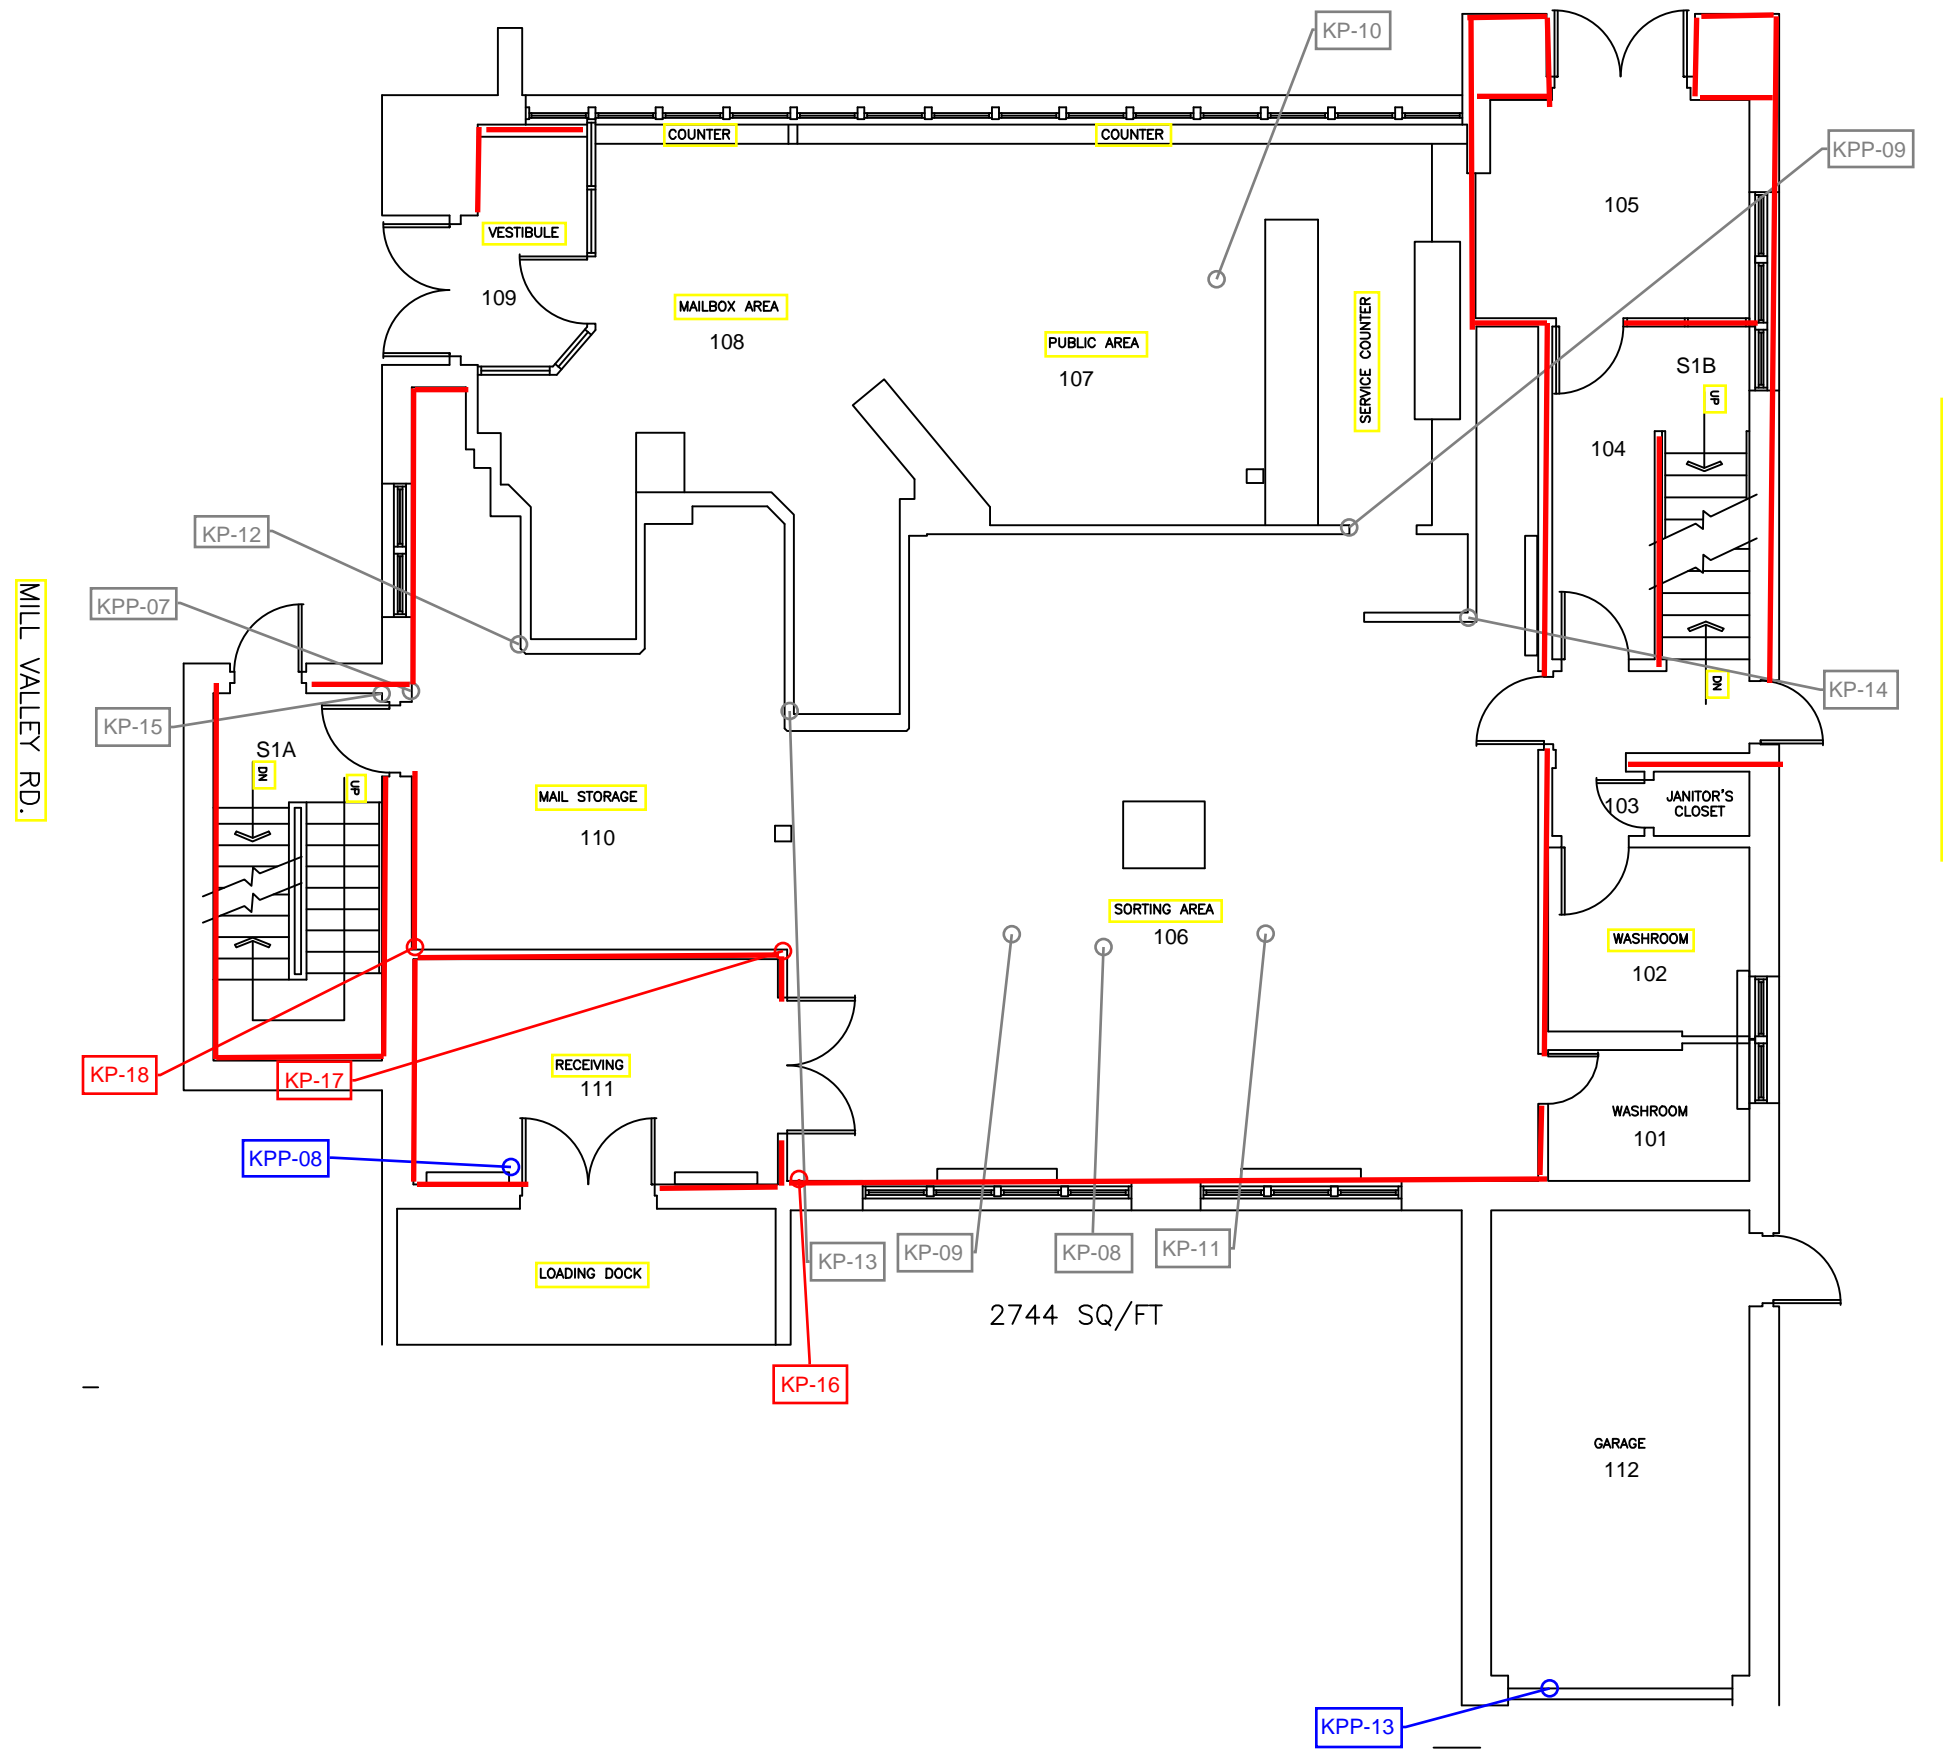 KP-10
COUNTER
COUNTER
KPP-09
105
VESTIBULE
109
MAILBOX AREA
108
PUBLIC AREA
107
SERVICE COUNTER
S1B
UP
104
KP-12
KPP-07
MILL VALLEY RD.
KP-15
S1A
DN
UP
DN
KP-14
MAIL STORAGE
110
103
JANITOR'S
CLOSET
SORTING AREA
106
WASHROOM
102
KP-18
KP-17
RECEIVING
111
WASHROOM
101
KPP-08
LOADING DOCK
KP-13
KP-09
KP-08
KP-11
2744 SQ/FT
KP-16
GARAGE
112
KPP-13